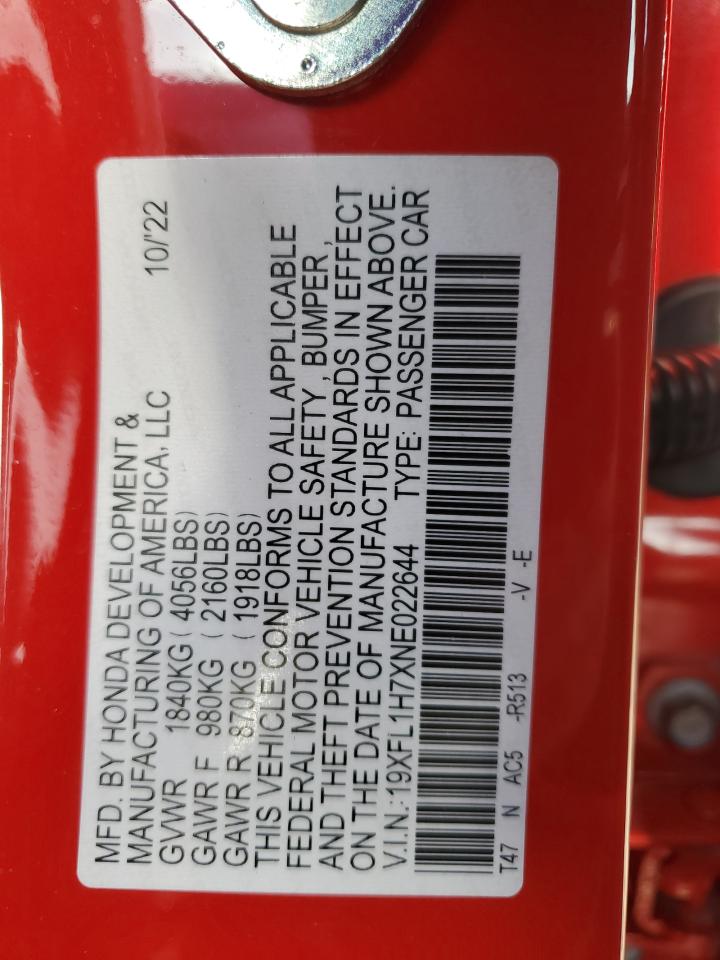 MFD. BY HONDA DEVELOPMENT &
MANUFACTURING OF AMERICA, LLC 10/'22
GVWR 1840KG ( 4056LBS)
GAWR F 980KG ( 2160LBS)
GAWR R 870KG ( 1918LBS)
THIS VEHICLE CONFORMS TO ALL APPLICABLE
FEDERAL MOTOR VEHICLE SAFETY, BUMPER,
AND THEFT PREVENTION STANDARDS IN EFFECT
ON THE DATE OF MANUFACTURE SHOWN ABOVE.
V.I.N.: 19XFL1H7XNE022644 TYPE: PASSENGER CAR
T47 N AC5 -R513 -V -E